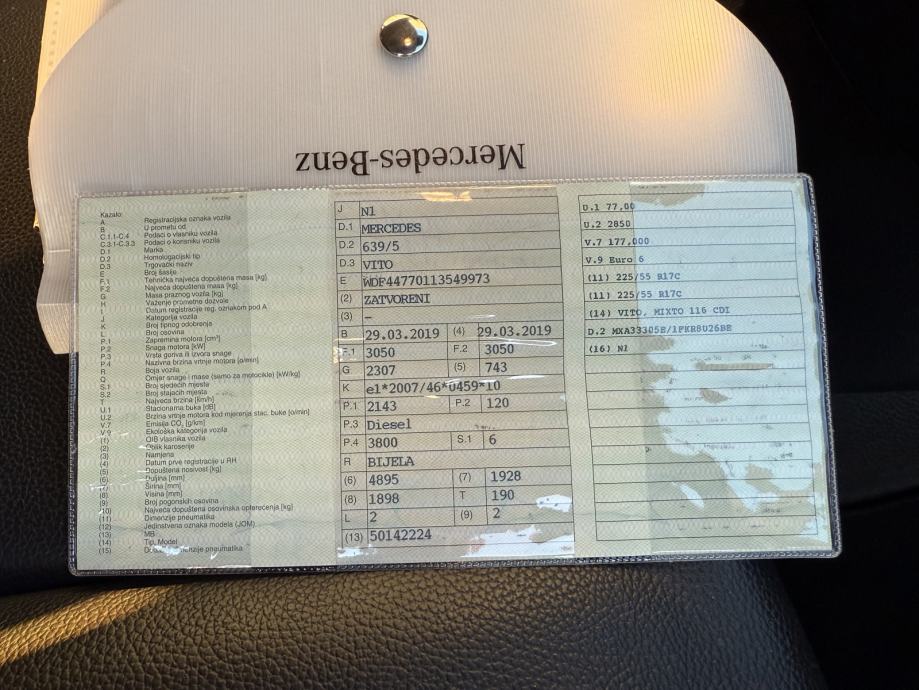 Mercedes-Benz
Kazalo:
A Registracijska oznaka vozila
B U prometu od
C.1.1-C.4 Podaci o vlasniku vozila
C.3.1-C.3.3 Podaci o korisniku vozila
D.1 Marka
D.2 Homologacijski tip
D.3 Trgovački naziv
E Broj šasije
F.1 Tehnička najveća dopuštena masa [kg]
F.2 Najveća dopuštena masa [kg]
G Masa praznog vozila [kg]
H Važenje prometne dozvole
I Datum registracije reg. oznakom pod A
J Kategorija vozila
K Broj tipnog odobrenja
L Broj osovina
P.1 Zapremina motora [cm³]
P.2 Snaga motora [kW]
P.3 Vrsta goriva ili izvora snage
P.4 Nazivna brzina vrtnje motora [o/min]
R Boja vozila
Q Omjer snage i mase (samo za motocikle) [kW/kg]
S.1 Broj sjedećih mjesta
S.2 Broj stajaćih mjesta
T Najveća brzina [km/h]
U.1 Stacionarna buka [dB]
U.2 Brzina vrtnje motora kod mjerenja stac. buke [o/min]
V.7 Emisija CO₂ [g/km]
V.9 Ekološka kategorija vozila
(1) OIB vlasnika vozila
(2) Oblik karoserije
(3) Namjena
(4) Datum prve registracije u RH
(5) Dopuštena nosivost [kg]
(6) Duljina [mm]
(7) Širina [mm]
(8) Visina [mm]
(9) Broj pogonskih osovina
(10) Najveća dopuštena osovinska opterećenja [kg]
(11) Dimenzije pneumatika
(12) Jedinstvena oznaka modela (JOM)
(13) MB
(14) Tip, Model
(15) pneumatika
J N1
D.1 MERCEDES
D.2 639/5
D.3 VITO
E WDF44770113549973
(2) ZATVORENI
(3) –
B 29.03.2019 (4) 29.03.2019
F.1 3050 F.2 3050
G 2307 (5) 743
K e1*2007/46*0459*10
P.1 2143 P.2 120
P.3 Diesel
P.4 3800 S.1 6
R BIJELA
(6) 4895 (7) 1928
(8) 1898 T 190
L 2 (9) 2
(13) 50142224
U.1 77,00
U.2 2850
V.7 177,000
V.9 Euro 6
(11) 225/55 R17C
(11) 225/55 R17C
(14) VITO, MIXTO 116 CDI
D.2 MXA33305B/1FKR8U26BE
(16) N1